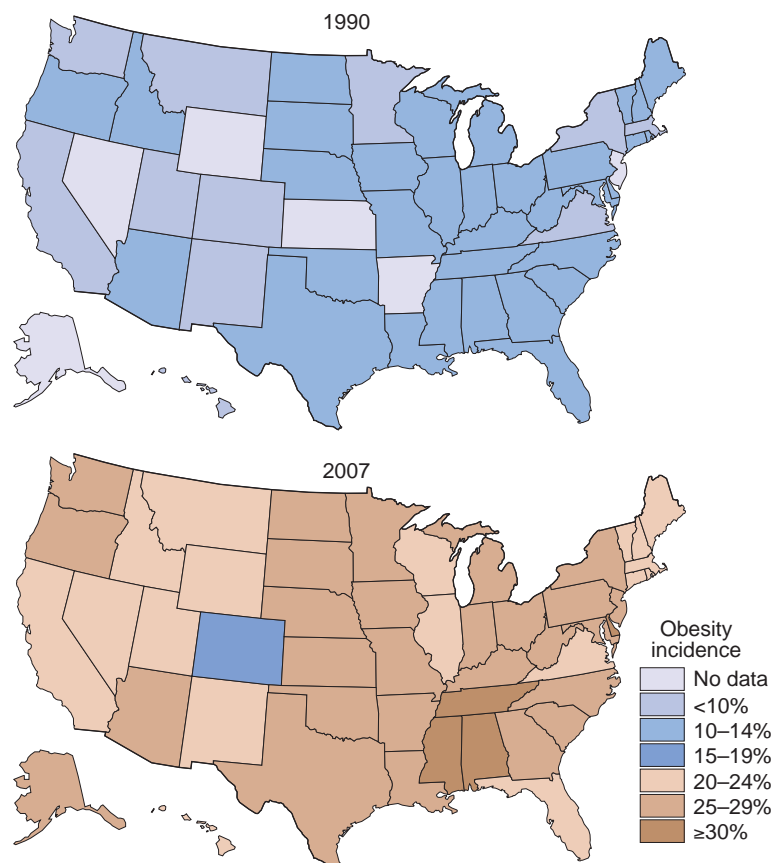 1990
2007
Obesity
incidence
No data
<10%
10–14%
15–19%
20–24%
25–29%
≥30%